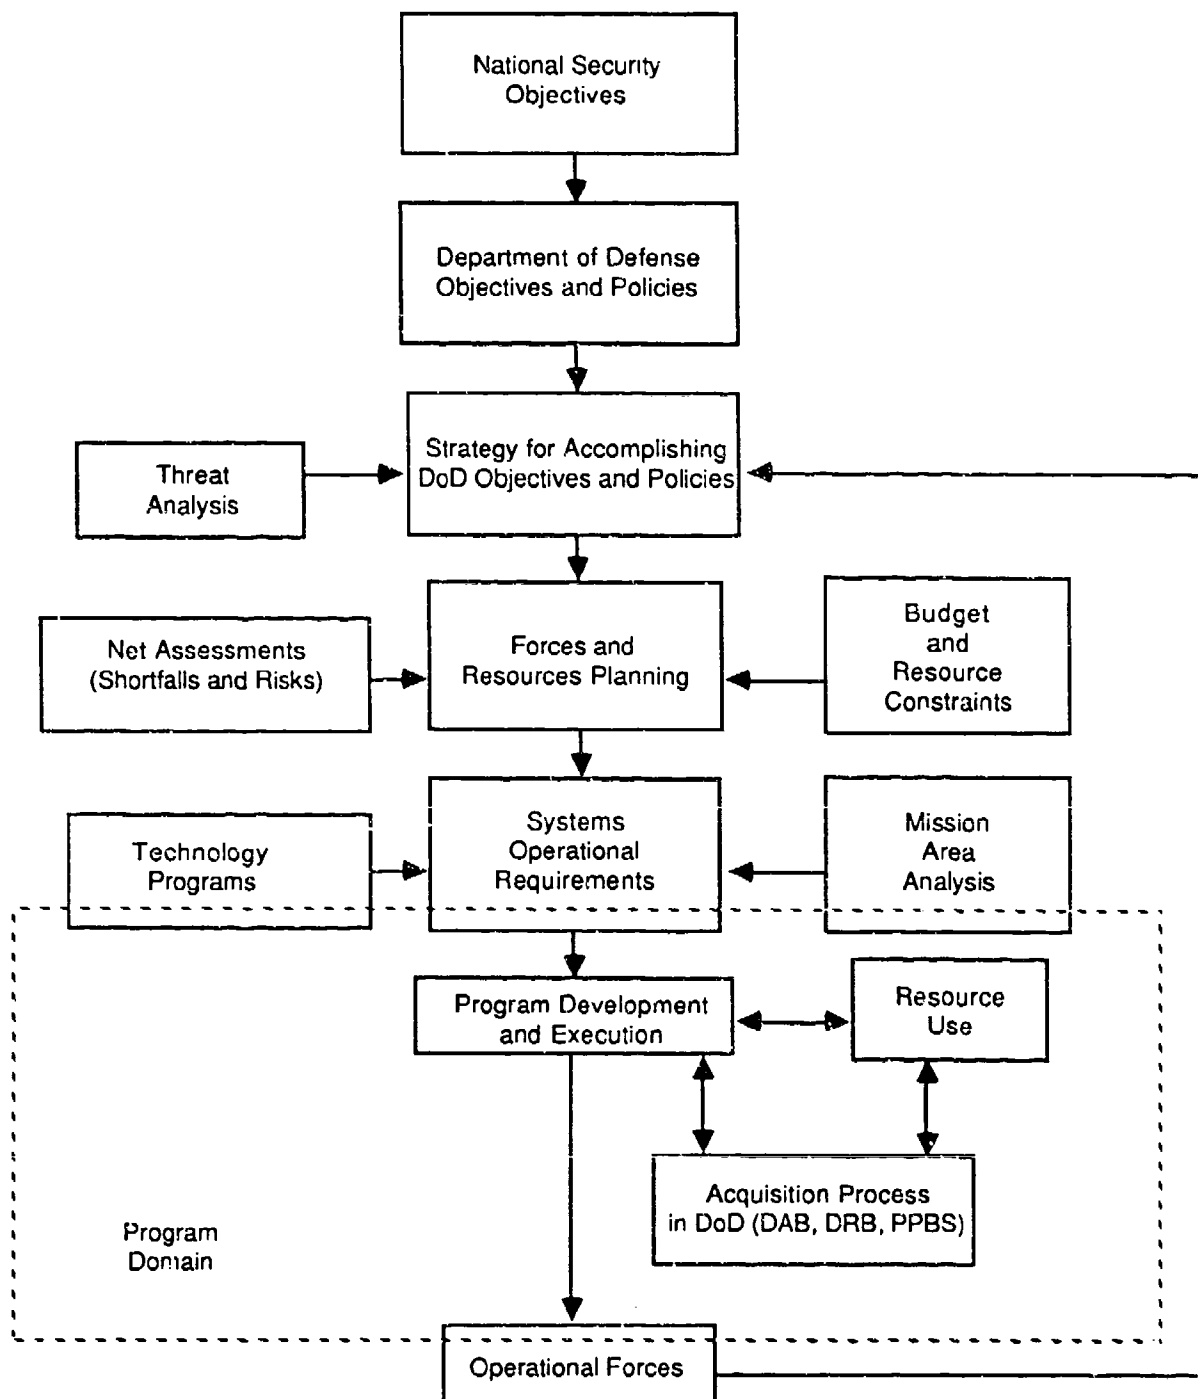 National Security
Objectives
Department of Defense
Objectives and Policies
Strategy for Accomplishing
DoD Objectives and Policies
Threat
Analysis
Net Assessments
(Shortfalls and Risks)
Forces and
Resources Planning
Budget
and
Resource
Constraints
Technology
Programs
Systems
Operational
Requirements
Mission
Area
Analysis
Program Development
and Execution
Resource
Use
Acquisition Process
in DoD (DAB, DRB, PPBS)
Program
Domain
Operational Forces